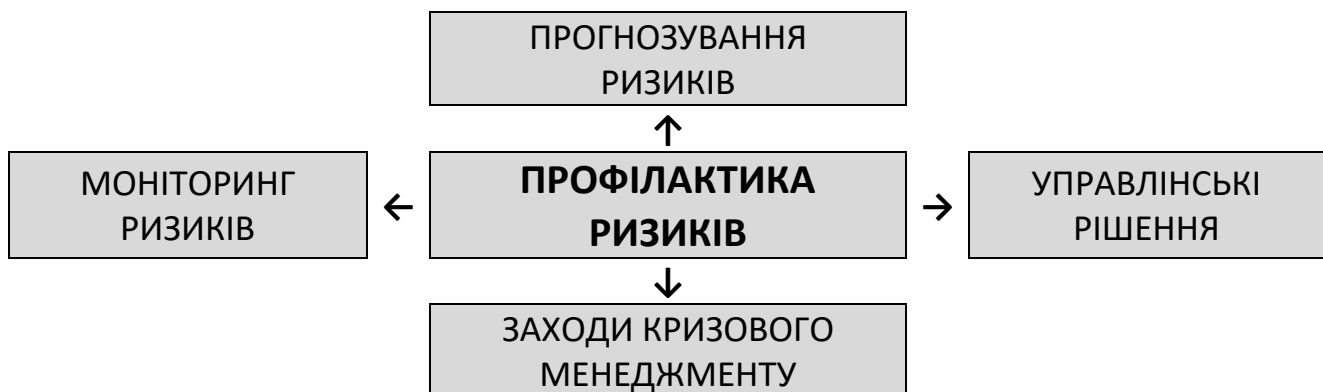 ПРОГНОЗУВАННЯ
РИЗИКІВ
↑
МОНІТОРИНГ
РИЗИКІВ
←
ПРОФІЛАКТИКА
РИЗИКІВ
→
УПРАВЛІНСЬКІ
РІШЕННЯ
↓
ЗАХОДИ КРИЗОВОГО
МЕНЕДЖМЕНТУ